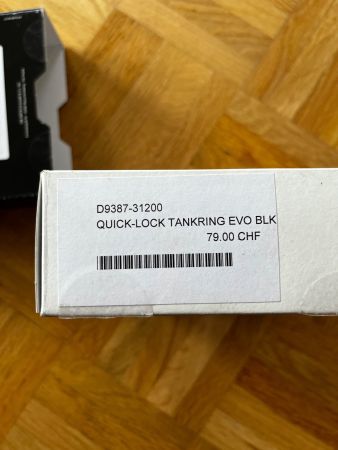 D9387-31200
QUICK-LOCK TANKRING EVO BLK
79.00 CHF